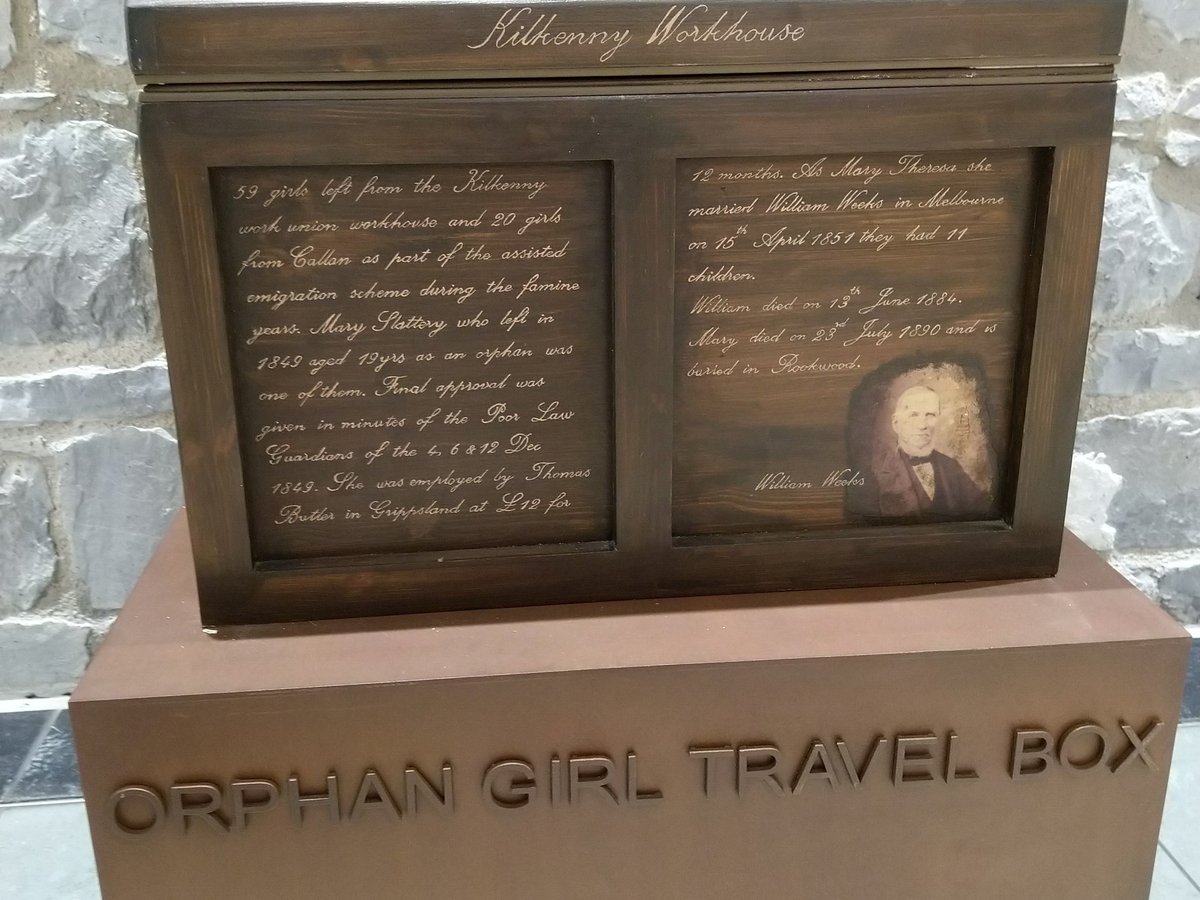 Kilkenny Workhouse
59 girls left from the Kilkenny
work union workhouse and 20 girls
from Callan as part of the assisted
emigration scheme during the famine
years. Mary Slattery who left in
1849 aged 19yrs as an orphan was
one of them. Final approval was
given in minutes of the Poor Law
Guardians of the 4, 6 & 12 Dec
1849. She was employed by Thomas
Butler in Grippsland at £12 for
12 months. As Mary Theresa she
married William Weeks in Melbourne
on 15th April 1851 they had 11
children.
William died on 13th June 1884.
Mary died on 23rd July 1890 and is
buried in Rookwood.
William Weeks
ORPHAN GIRL TRAVEL BOX